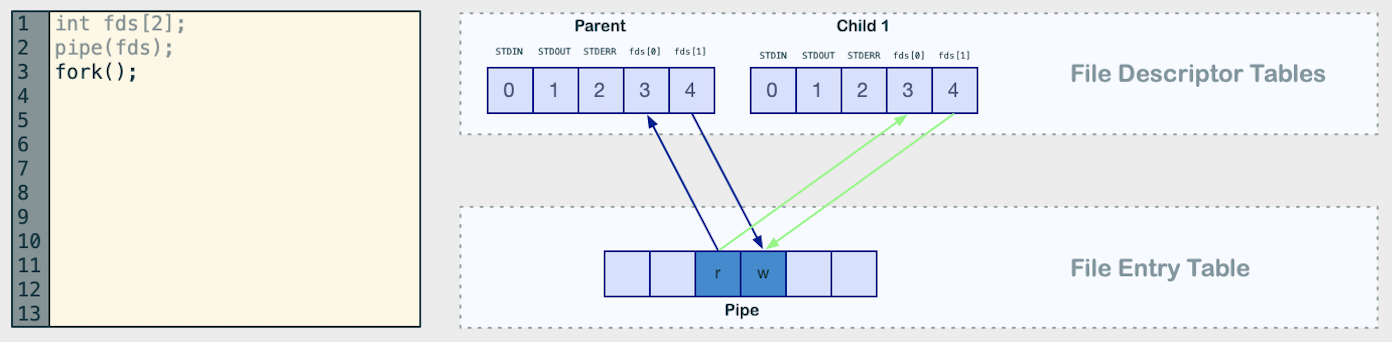 1 int fds[2];
2 pipe(fds);
3 fork();
4
5
6
7
8
9
10
11
12
13
Parent
STDIN STDOUT STDERR fds[0] fds[1]
0 1 2 3 4
Child 1
STDIN STDOUT STDERR fds[0] fds[1]
0 1 2 3 4
File Descriptor Tables
r w
Pipe
File Entry Table